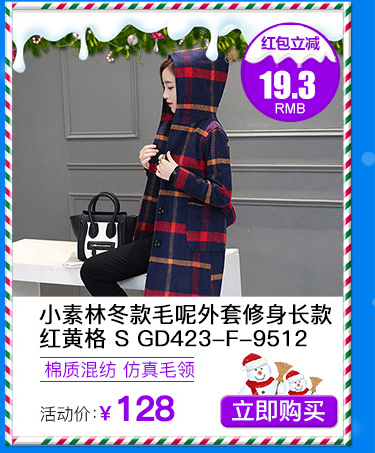 红包立减
19.3
RMB
小素林冬款毛呢外套修身长款
红黄格 S GD423-F-9512
棉质混纺 仿真毛领
活动价:¥128
立即购买